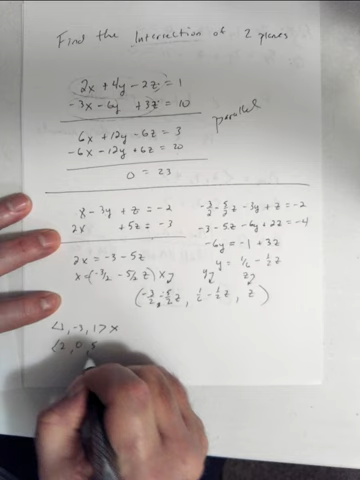 Find the Intersection of 2 planes
2x + 4y - 2z = 1
-3x - 6y + 3z = 10
parallel
6x + 12y - 6z = 3
-6x - 12y + 6z = 20
0 = 23
x - 3y + z = -2
2x + 5z = -3
2x = -3 - 5z
x = (-3/2 - 5/2 z) x,y
-3/2 - 5/2 z - 3y + z = -2
-3 - 5z - 6y + 2z = -4
-6y = -1 + 3z
y = 1/6 - 1/2 z
(-3/2 - 5/2 z, 1/6 - 1/2 z, z)
<1, -3, 1> x
<2, 0, 5